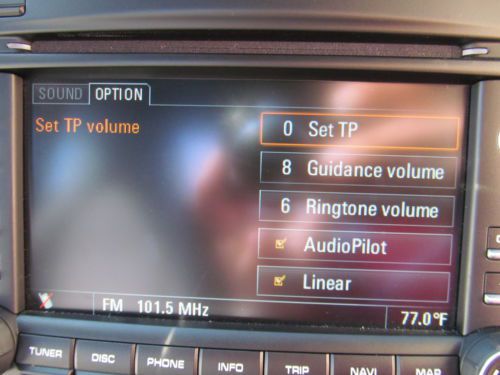 SOUND OPTION
Set TP volume
0 Set TP
8 Guidance volume
6 Ringtone volume
AudioPilot
Linear
FM 101.5 MHz 77.0°F
TUNER DISC PHONE INFO TRIP NAVI MAP